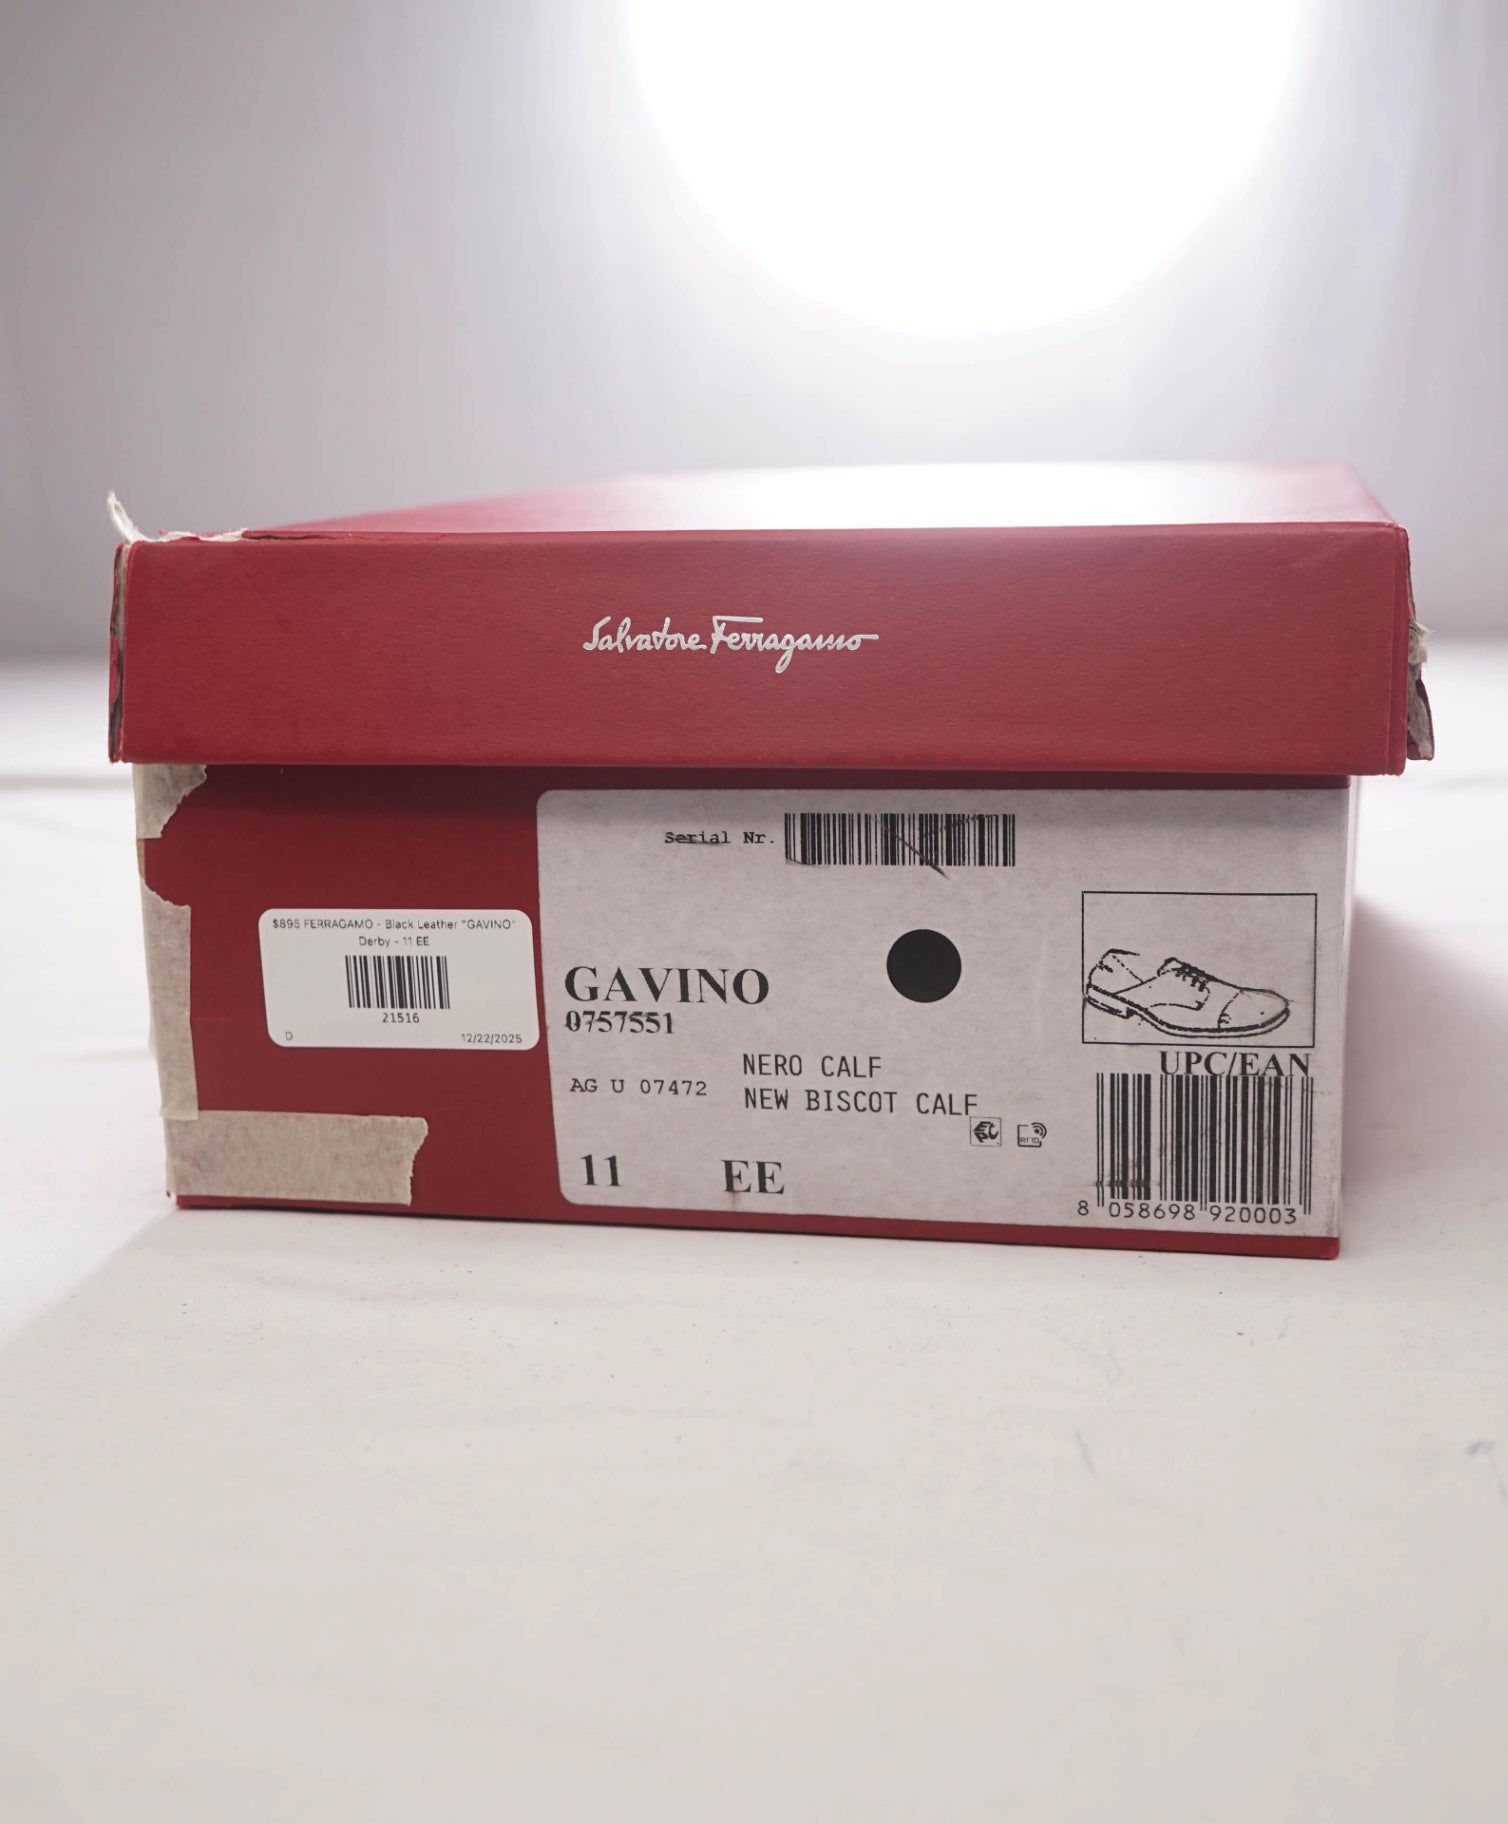 Salvatore Ferragamo
Serial Nr.
$895 FERRAGAMO - Black Leather "GAVINO"
Derby - 11 EE
21516
D 12/22/2025
GAVINO
0757551
NERO CALF
AG U 07472
NEW BISCOT CALF
RFID
11 EE
UPC/EAN
8 058698 920003